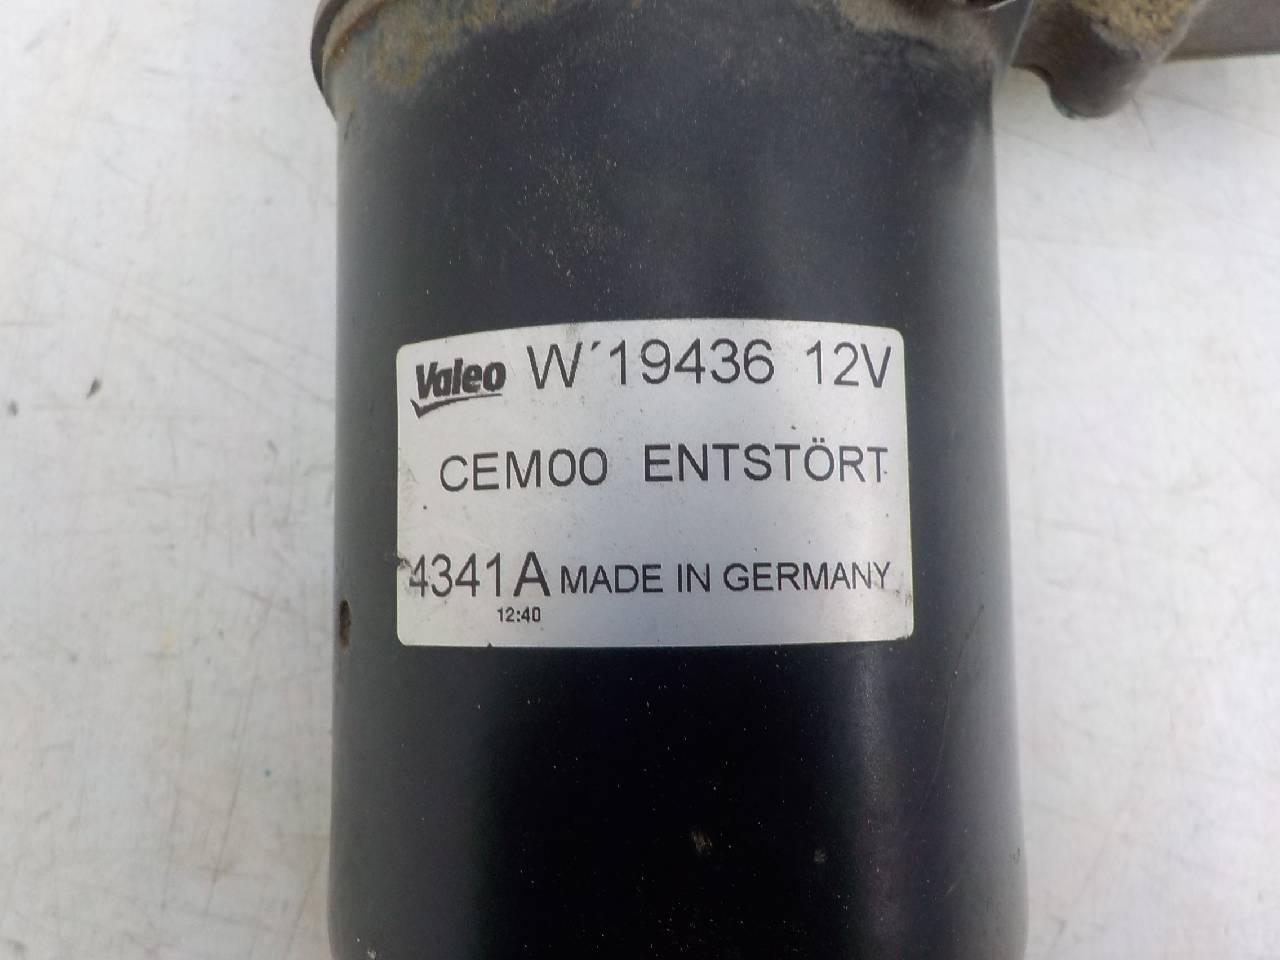 Valeo W´19436 12V
CEM00 ENTSTÖRT
4341A MADE IN GERMANY
12:40